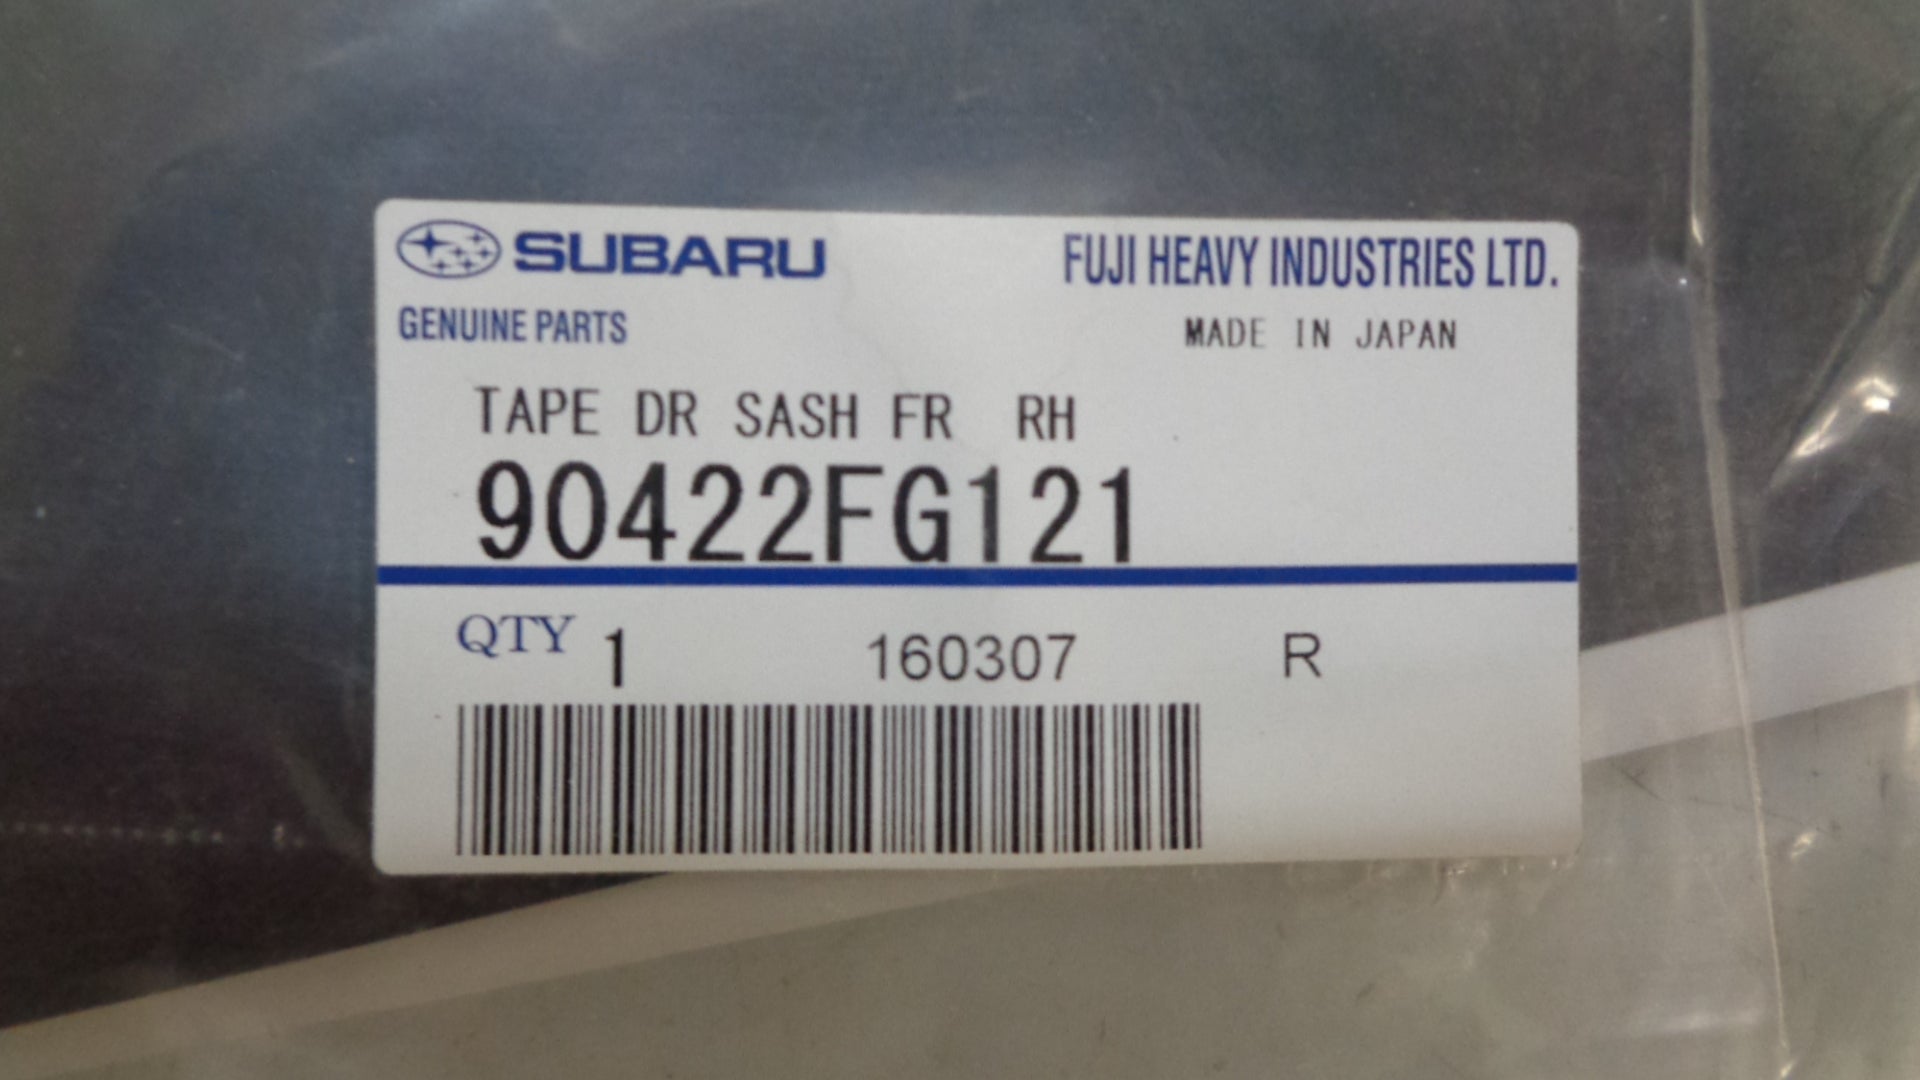 SUBARU
FUJI HEAVY INDUSTRIES LTD.
GENUINE PARTS
MADE IN JAPAN
TAPE DR SASH FR RH
90422FG121
QTY 1 160307 R